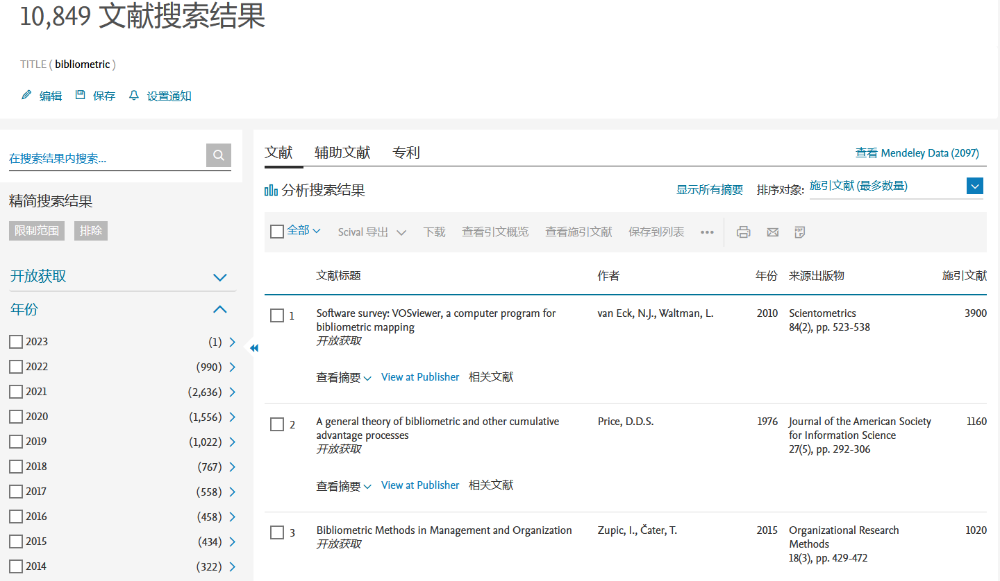 10,849 文献搜索结果
TITLE ( bibliometric )
编辑 保存 设置通知
在搜索结果内搜索...
精简搜索结果
限制范围 排除
开放获取
年份
2023 (1)
2022 (990)
2021 (2,636)
2020 (1,556)
2019 (1,022)
2018 (767)
2017 (558)
2016 (458)
2015 (434)
2014 (322)
文献 辅助文献 专利 查看 Mendeley Data (2097)
分析搜索结果 显示所有摘要 排序对象: 施引文献 (最多数量)
全部 Scival 导出 下载 查看引文概览 查看施引文献 保存到列表 ••• PDF
文献标题 作者 年份 来源出版物 施引文献
1 Software survey: VOSviewer, a computer program for van Eck, N.J., Waltman, L. 2010 Scientometrics 3900
bibliometric mapping 84(2), pp. 523-538
开放获取
查看摘要 View at Publisher 相关文献
2 A general theory of bibliometric and other cumulative Price, D.D.S. 1976 Journal of the American Society 1160
advantage processes for Information Science
开放获取 27(5), pp. 292-306
查看摘要 View at Publisher 相关文献
3 Bibliometric Methods in Management and Organization Zupic, I., Čater, T. 2015 Organizational Research 1020
开放获取 Methods
18(3), pp. 429-472